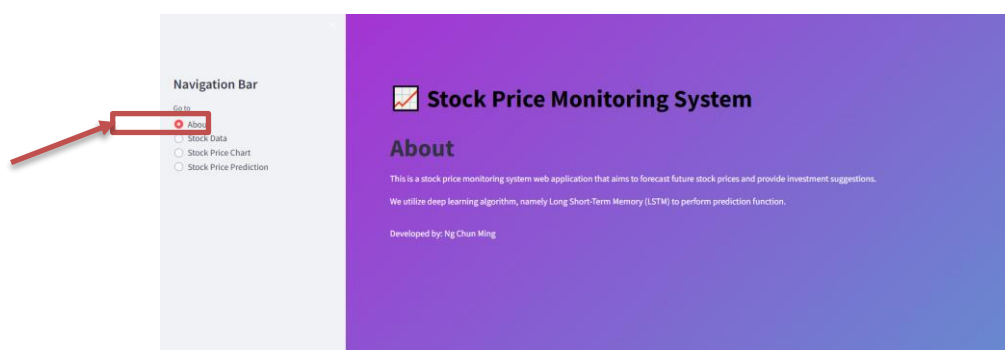 Navigation Bar
Go to
About
Stock Data
Stock Price Chart
Stock Price Prediction
📈 Stock Price Monitoring System
About
This is a stock price monitoring system web application that aims to forecast future stock prices and provide investment suggestions.
We utilize deep learning algorithm, namely Long Short-Term Memory (LSTM) to perform prediction function.
Developed by: Ng Chun Ming